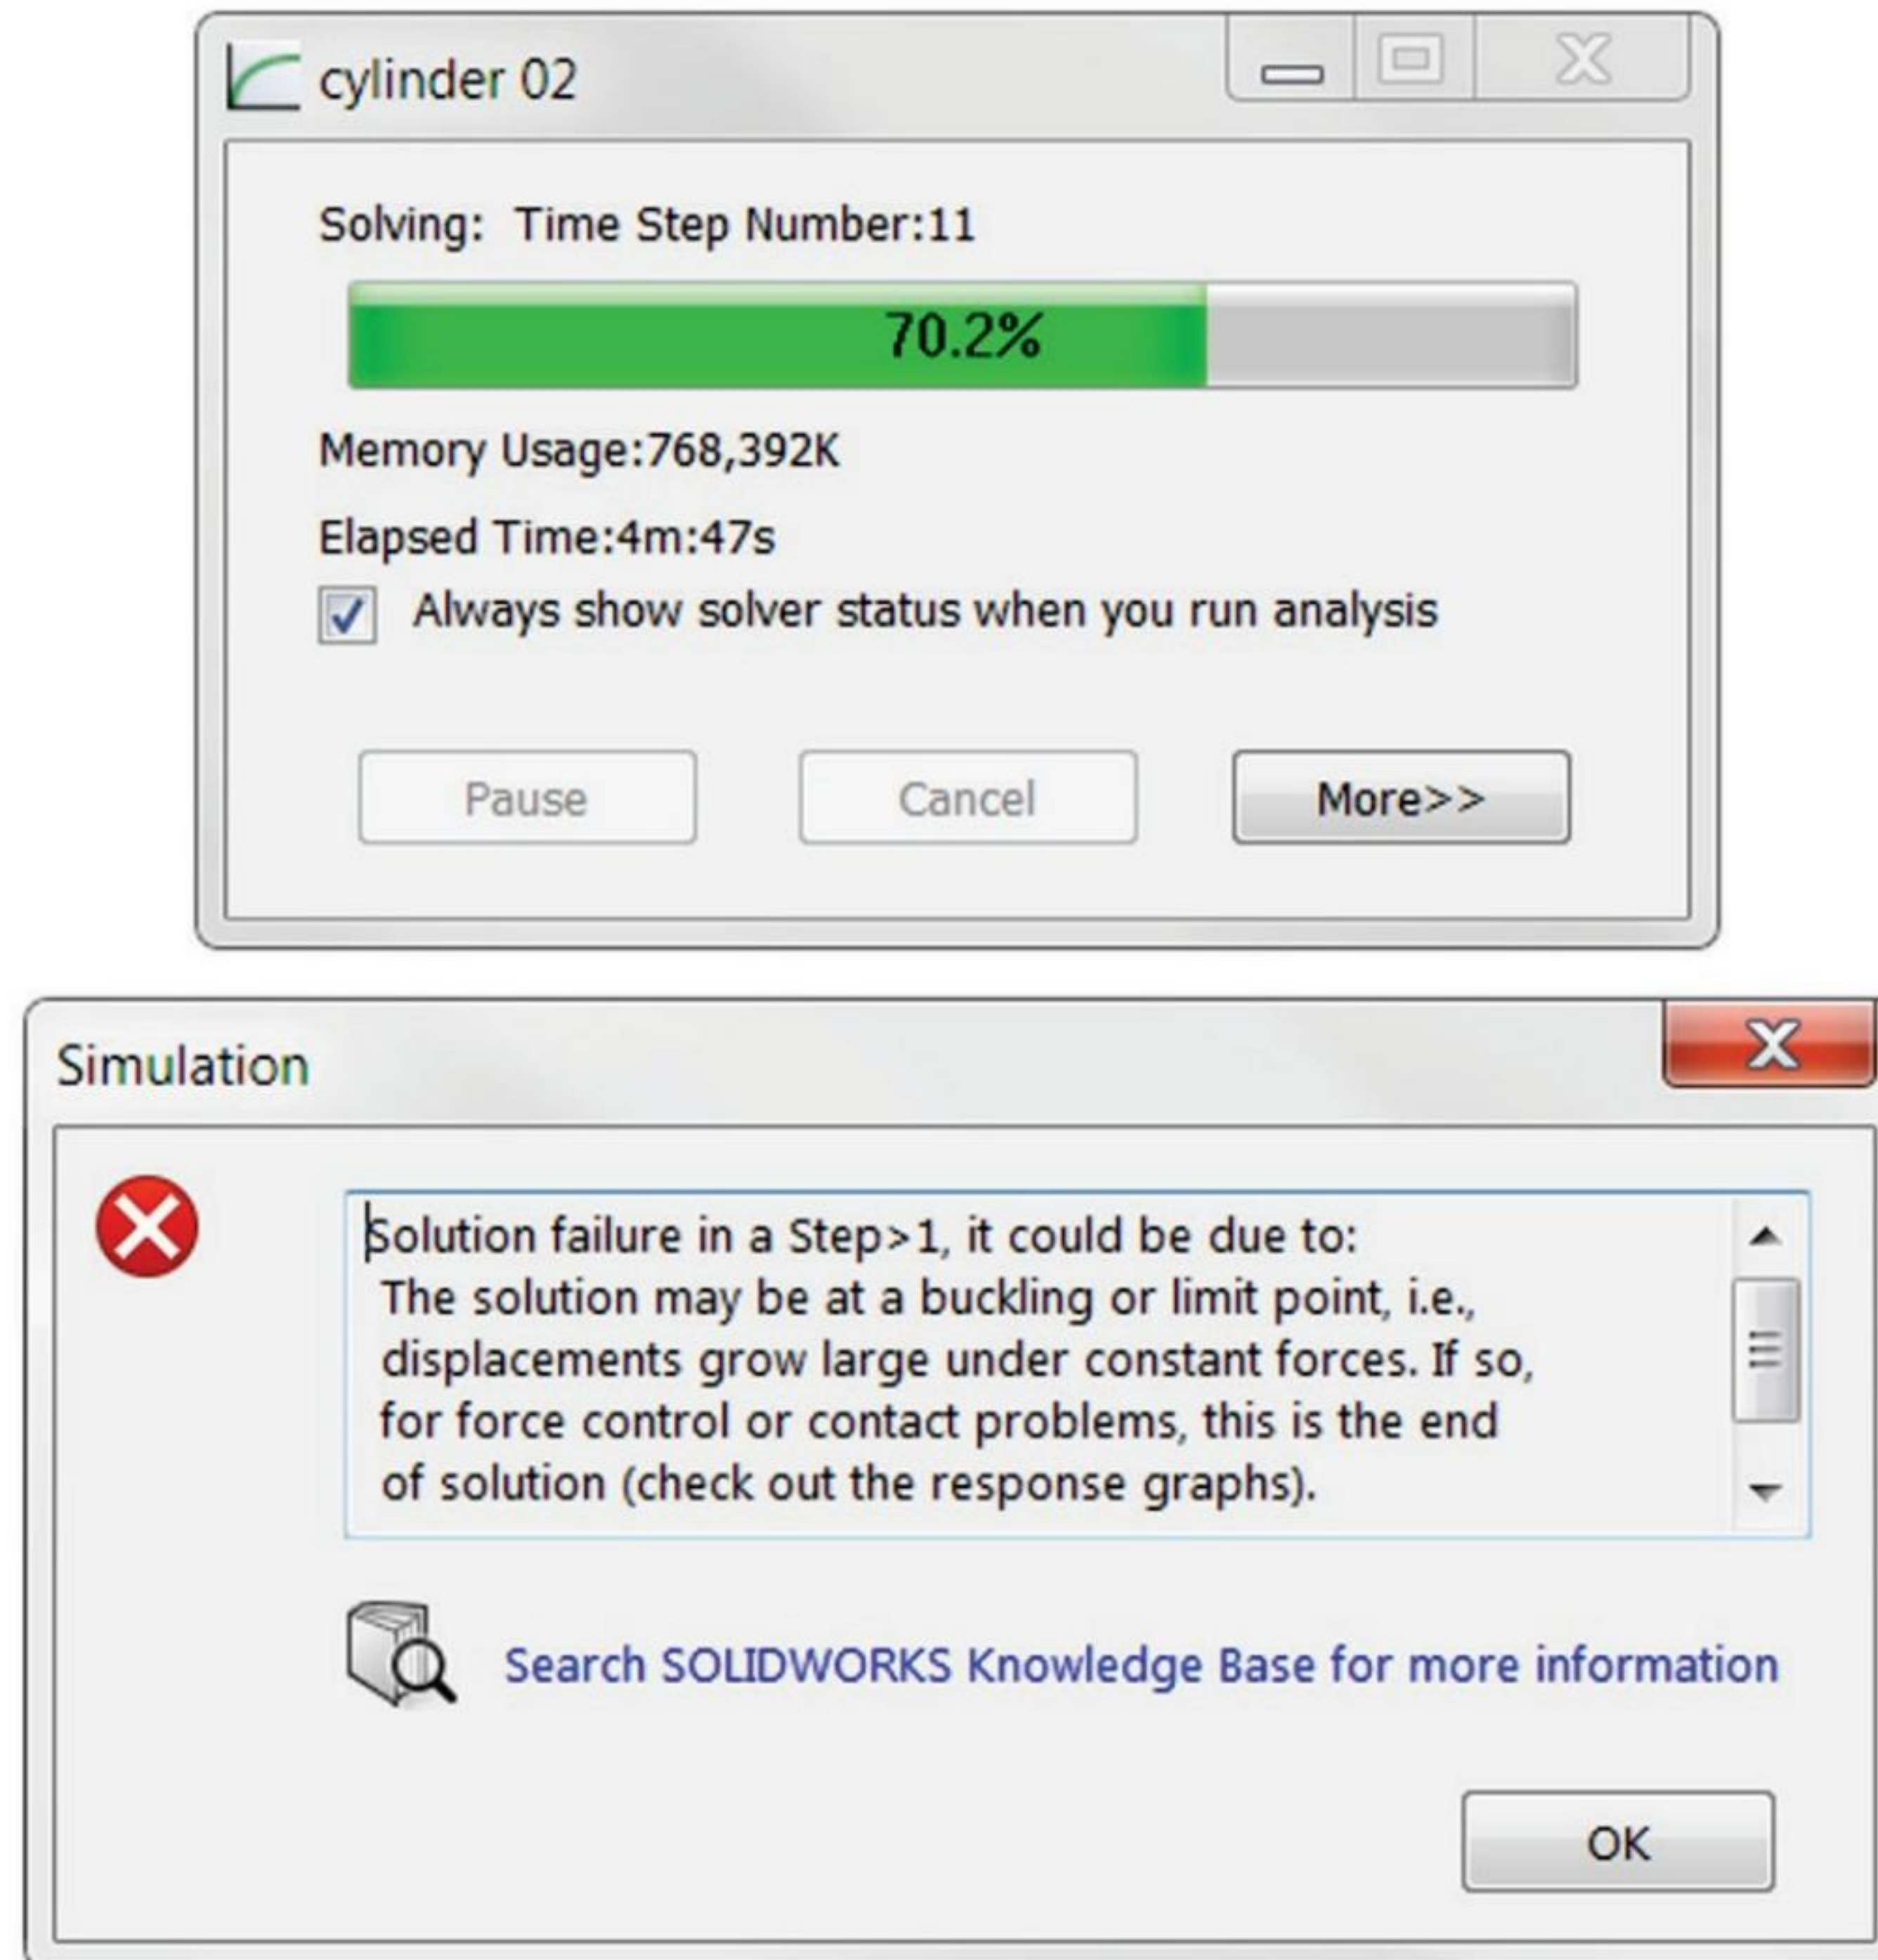 cylinder 02
Solving: Time Step Number:11
70.2%
Memory Usage:768,392K
Elapsed Time:4m:47s
Always show solver status when you run analysis
Pause Cancel More>>
Simulation
Solution failure in a Step>1, it could be due to:
The solution may be at a buckling or limit point, i.e.,
displacements grow large under constant forces. If so,
for force control or contact problems, this is the end
of solution (check out the response graphs).
Search SOLIDWORKS Knowledge Base for more information
OK